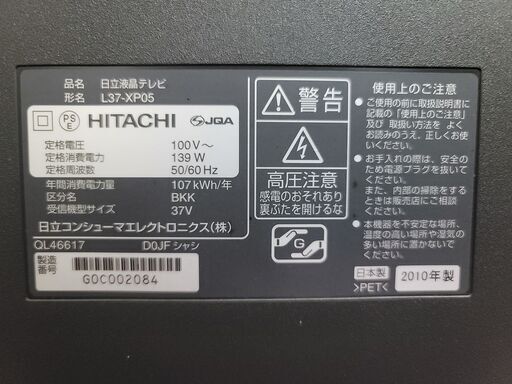 品名 日立液晶テレビ
形名 L37-XP05
PS E HITACHI JQA
定格電圧 100V～
定格消費電力 139W
定格周波数 50/60Hz
年間消費電力量 107kWh/年
区分名 BKK
受信機型サイズ 37V
日立コンシューマエレクトロニクス(株)
QL46617 D0JFシャシ
製造番号 G0C002084
警告
高圧注意
感電のおそれあり
裏ぶたを開けるな
G
使用上のご注意
●ご使用の前に取扱説明書に
記載の「使用上のご注意」
及び 取扱い方法を よく
お読みのうえ、正しくお使い
ください。
●お手入れの際は、安全の
ため電源プラグを抜いて
ください。
また、内部の掃除をする
ときは販売店にご相談
ください。
●本機器を不安定な場所、
温度の高い場所や湿気の
多い場所に置かないで
ください。
日本製 2010年製
>PET<